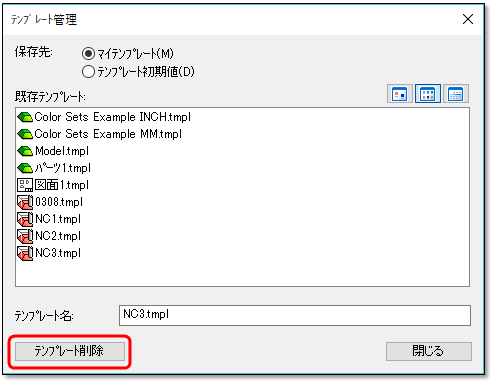 ﾃﾝﾌﾟﾚｰﾄ管理
保存先:
マイテンプレート(M)
ﾃﾝﾌﾟﾚｰﾄ初期値(D)
既存テンプレート:
Color Sets Example INCH.tmpl
Color Sets Example MM.tmpl
Model.tmpl
ﾊﾟｰﾂ1.tmpl
図面1.tmpl
0308.tmpl
NC1.tmpl
NC2.tmpl
NC3.tmpl
テンプレート名: NC3.tmpl
テンプレート削除 閉じる